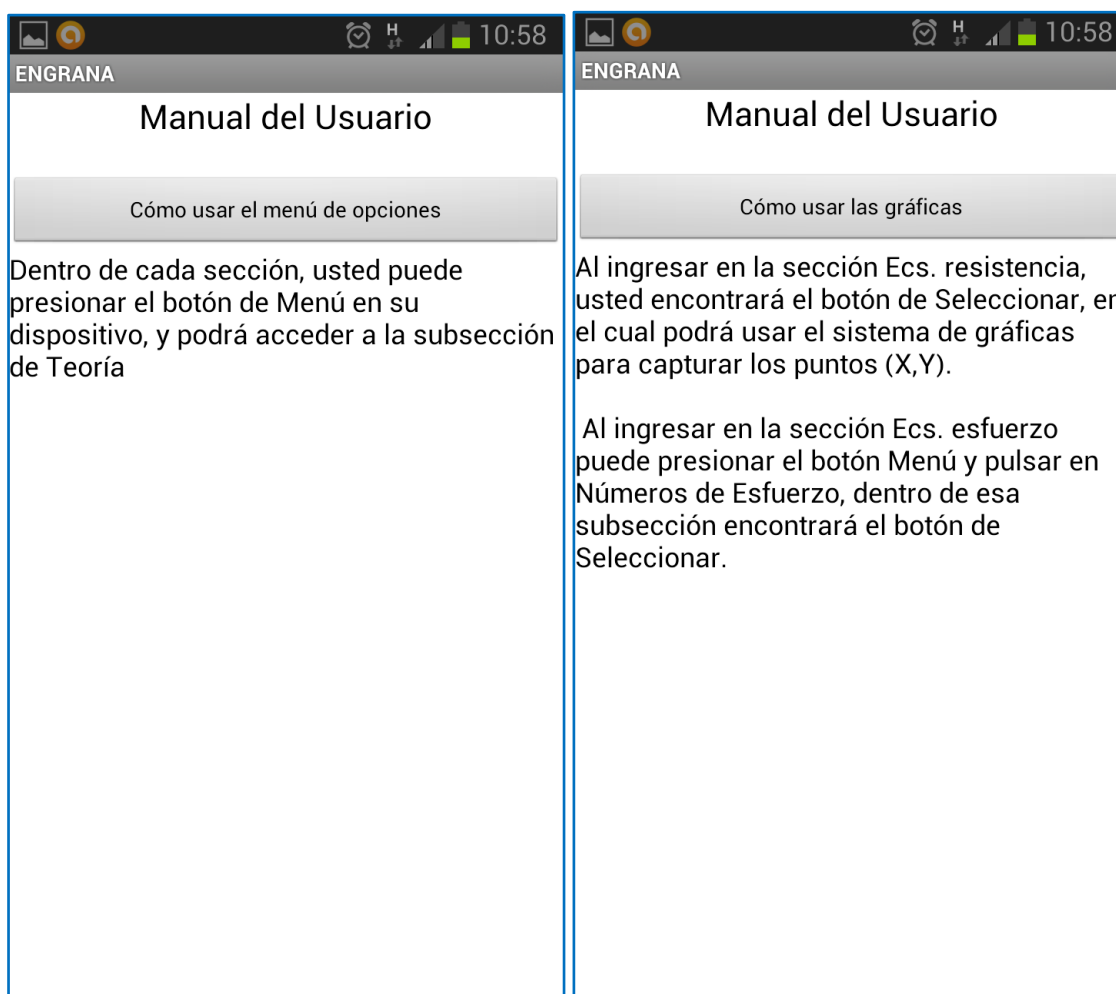 H
10:58
ENGRANA
Manual del Usuario
Cómo usar el menú de opciones
Dentro de cada sección, usted puede
presionar el botón de Menú en su
dispositivo, y podrá acceder a la subsección
de Teoría
H
10:58
ENGRANA
Manual del Usuario
Cómo usar las gráficas
Al ingresar en la sección Ecs. resistencia,
usted encontrará el botón de Seleccionar, en
el cual podrá usar el sistema de gráficas
para capturar los puntos (X,Y).
Al ingresar en la sección Ecs. esfuerzo
puede presionar el botón Menú y pulsar en
Números de Esfuerzo, dentro de esa
subsección encontrará el botón de
Seleccionar.